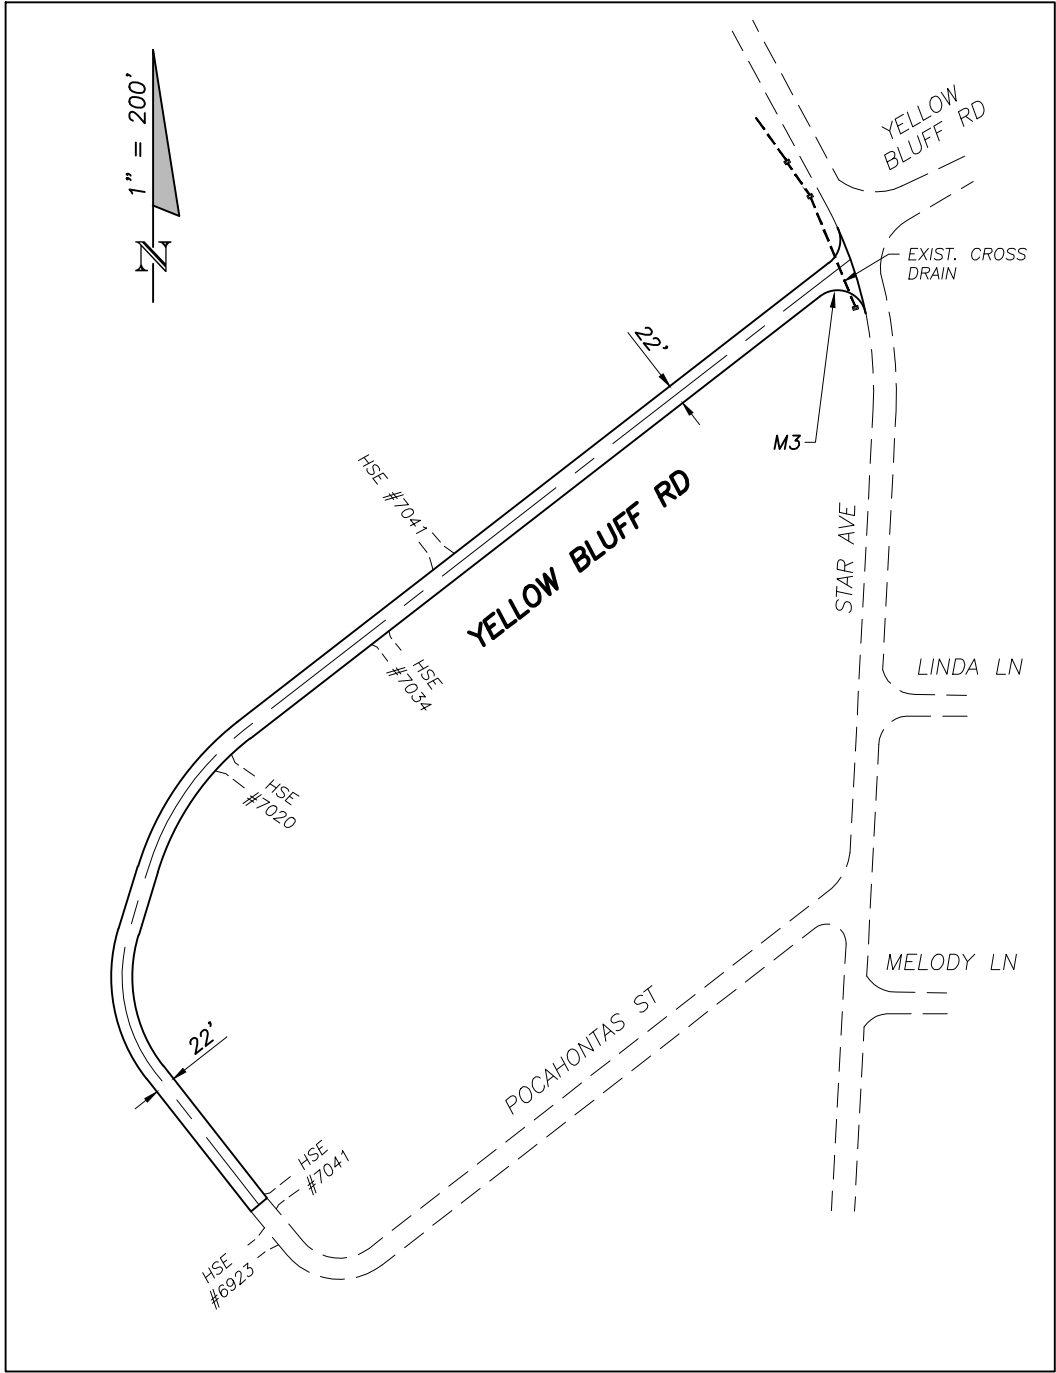 1" = 200'
N
YELLOW
BLUFF RD
EXIST. CROSS
DRAIN
22'
M3
HSE #7041
YELLOW BLUFF RD
STAR AVE
HSE
#7034
LINDA LN
HSE
#7020
MELODY LN
POCAHONTAS ST
22'
HSE
#7041
HSE
#6923